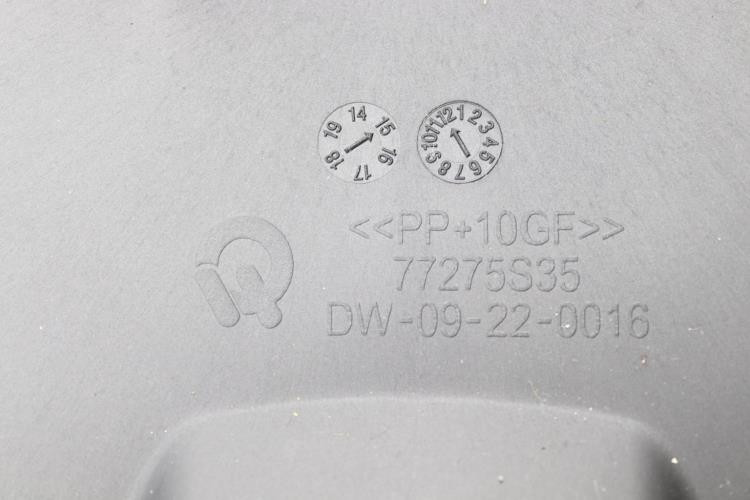 14 15 16 17 18 19
1 2 3 4 5 6 7 8 9 10 11 12
IQ
<<PP+10GF>>
77275S35
DW-09-22-0016